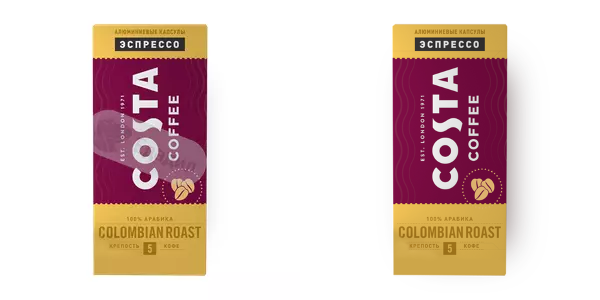 АЛЮМИНИЕВЫЕ КАПСУЛЫ
ЭСПРЕССО
COSTA
COFFEE
EST. LONDON 1971
100% АРАБИКА
COLOMBIAN ROAST
КРЕПОСТЬ 5 КОФЕ
АЛЮМИНИЕВЫЕ КАПСУЛЫ
ЭСПРЕССО
COSTA
COFFEE
EST. LONDON 1971
100% АРАБИКА
COLOMBIAN ROAST
КРЕПОСТЬ 5 КОФЕ